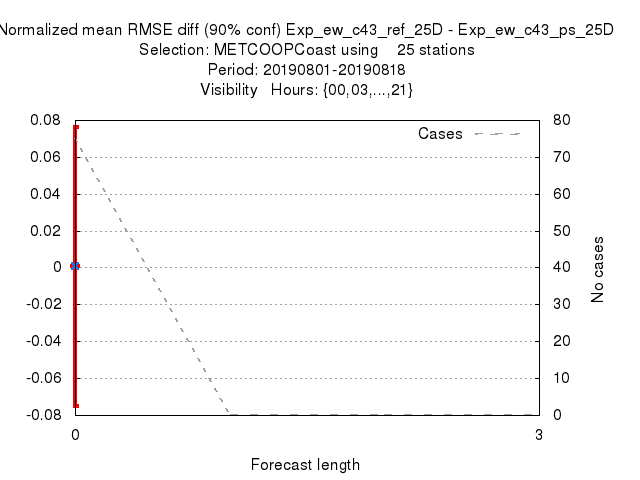 Normalized mean RMSE diff (90% conf) Exp_ew_c43_ref_25D - Exp_ew_c43_ps_25D
Selection: METCOOPCoast using 25 stations
Period: 20190801-20190818
Visibility Hours: {00,03,...,21}
Cases
0.08
0.06
0.04
0.02
0
-0.02
-0.04
-0.06
-0.08
80
70
60
50
40
30
20
10
0
No cases
0 3
Forecast length